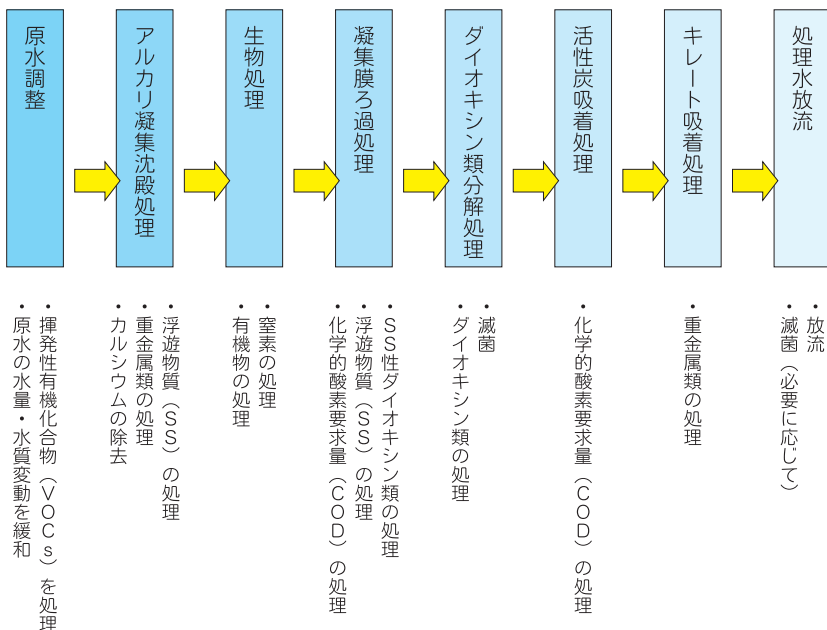 原水調整
アルカリ凝集沈殿処理
生物処理
凝集膜ろ過処理
ダイオキシン類分解処理
活性炭吸着処理
キレート吸着処理
処理水放流
・揮発性有機化合物（VOCs）を処理
・原水の水量・水質変動を緩和
・浮遊物質（SS）の処理
・重金属類の処理
・カルシウムの除去
・窒素の処理
・有機物の処理
・SS性ダイオキシン類の処理
・浮遊物質（SS）の処理
・化学的酸素要求量（COD）の処理
・滅菌
・ダイオキシン類の処理
・化学的酸素要求量（COD）の処理
・重金属類の処理
・放流
・滅菌（必要に応じて）